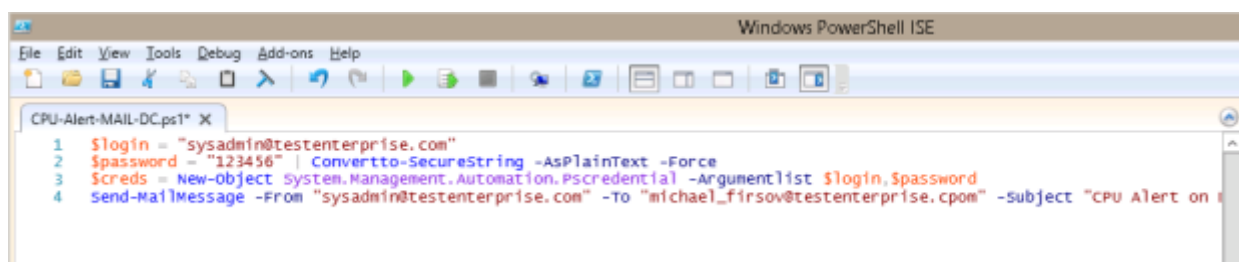 Windows PowerShell ISE
File Edit View Tools Debug Add-ons Help
CPU-Alert-MAIL-DC.ps1* X
1 $login = "sysadmin@testenterprise.com"
2 $password = "123456" | Convertto-SecureString -AsPlainText -Force
3 $creds = New-Object System.Management.Automation.Pscredential -Argumentlist $login,$password
4 Send-MailMessage -From "sysadmin@testenterprise.com" -To "michael_firsov@testenterprise.cpom" -Subject "CPU Alert on